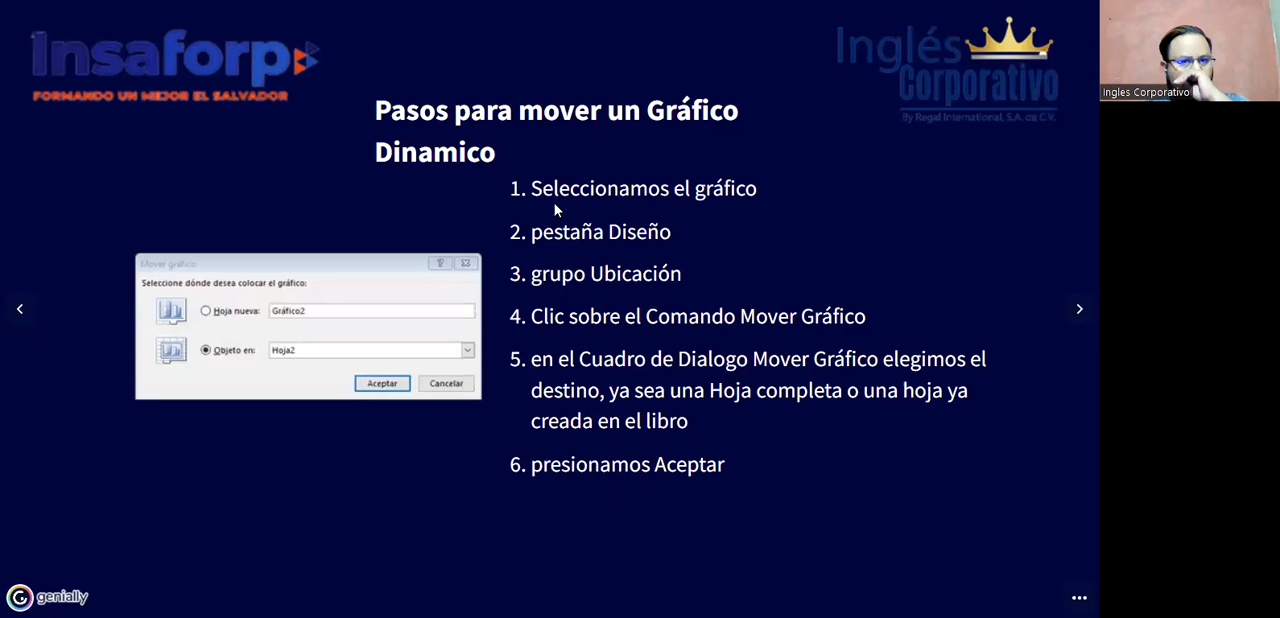 Insaforp
FORMANDO UN MEJOR EL SALVADOR
Inglés
Corporativo
By Regal International, S.A. de C.V.
Ingles Corporativo
Pasos para mover un Gráfico
Dinamico
1. Seleccionamos el gráfico
2. pestaña Diseño
3. grupo Ubicación
4. Clic sobre el Comando Mover Gráfico
5. en el Cuadro de Dialogo Mover Gráfico elegimos el
destino, ya sea una Hoja completa o una hoja ya
creada en el libro
6. presionamos Aceptar
Mover gráfico
Seleccione dónde desea colocar el gráfico:
Hoja nueva: Gráfico2
Objeto en: Hoja2
Aceptar Cancelar
genially